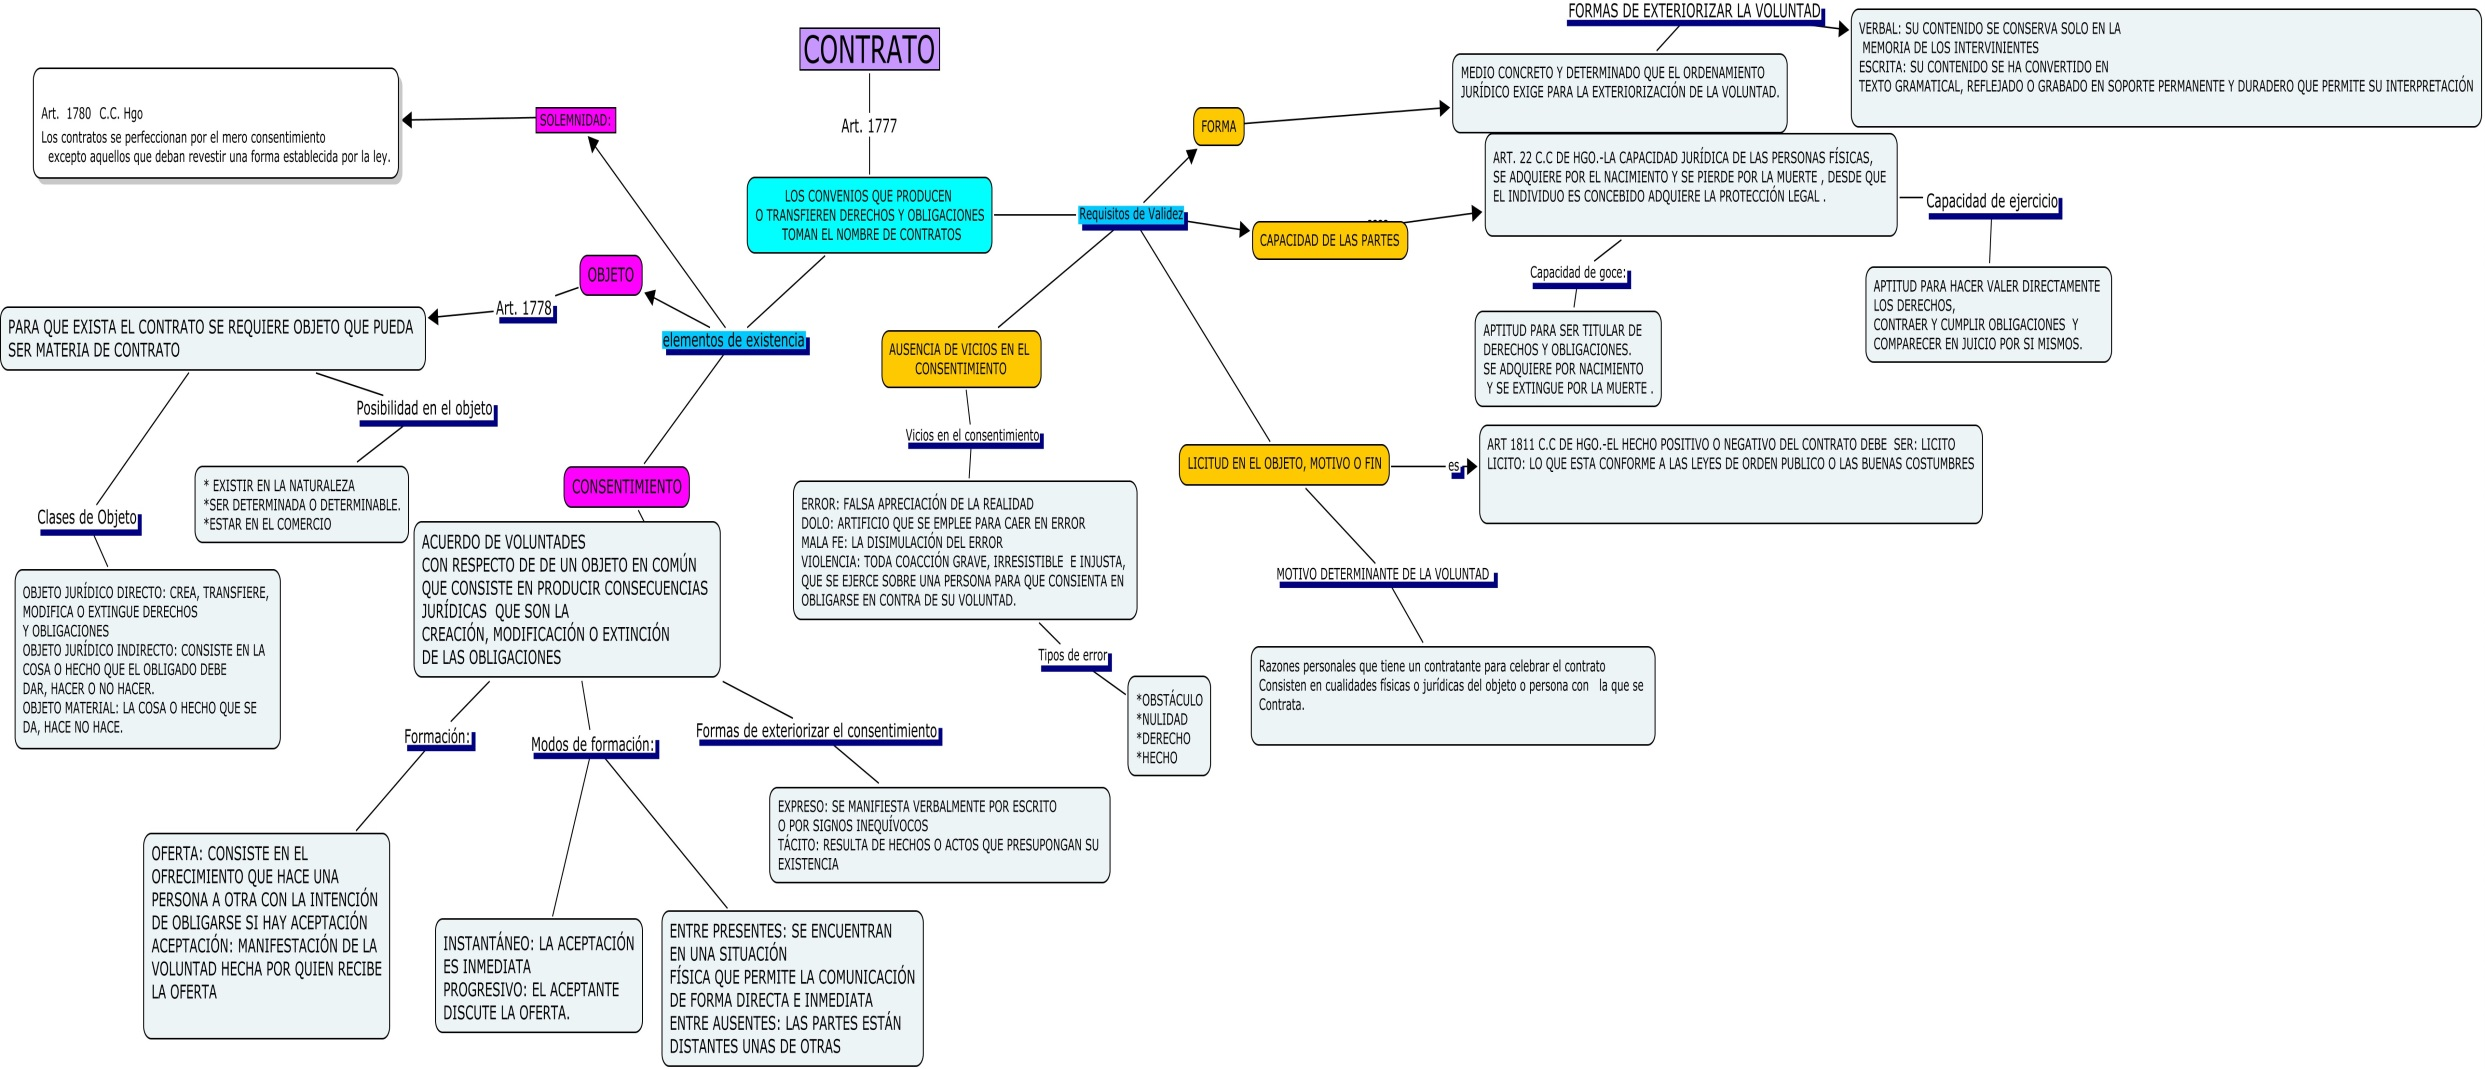 CONTRATO
Art. 1777
LOS CONVENIOS QUE PRODUCEN
O TRANSFIEREN DERECHOS Y OBLIGACIONES
TOMAN EL NOMBRE DE CONTRATOS
elementos de existencia
SOLEMNIDAD:
Art. 1780 C.C. Hgo
Los contratos se perfeccionan por el mero consentimiento
excepto aquellos que deban revestir una forma establecida por la ley.
OBJETO
Art. 1778
PARA QUE EXISTA EL CONTRATO SE REQUIERE OBJETO QUE PUEDA
SER MATERIA DE CONTRATO
Posibilidad en el objeto
* EXISTIR EN LA NATURALEZA
*SER DETERMINADA O DETERMINABLE.
*ESTAR EN EL COMERCIO
Clases de Objeto
OBJETO JURÍDICO DIRECTO: CREA, TRANSFIERE,
MODIFICA O EXTINGUE DERECHOS
Y OBLIGACIONES
OBJETO JURÍDICO INDIRECTO: CONSISTE EN LA
COSA O HECHO QUE EL OBLIGADO DEBE
DAR, HACER O NO HACER.
OBJETO MATERIAL: LA COSA O HECHO QUE SE
DA, HACE NO HACE.
CONSENTIMIENTO
ACUERDO DE VOLUNTADES
CON RESPECTO DE DE UN OBJETO EN COMÚN
QUE CONSISTE EN PRODUCIR CONSECUENCIAS
JURÍDICAS QUE SON LA
CREACIÓN, MODIFICACIÓN O EXTINCIÓN
DE LAS OBLIGACIONES
Formación:
OFERTA: CONSISTE EN EL
OFRECIMIENTO QUE HACE UNA
PERSONA A OTRA CON LA INTENCIÓN
DE OBLIGARSE SI HAY ACEPTACIÓN
ACEPTACIÓN: MANIFESTACIÓN DE LA
VOLUNTAD HECHA POR QUIEN RECIBE
LA OFERTA
Modos de formación:
INSTANTÁNEO: LA ACEPTACIÓN
ES INMEDIATA
PROGRESIVO: EL ACEPTANTE
DISCUTE LA OFERTA.
ENTRE PRESENTES: SE ENCUENTRAN
EN UNA SITUACIÓN
FÍSICA QUE PERMITE LA COMUNICACIÓN
DE FORMA DIRECTA E INMEDIATA
ENTRE AUSENTES: LAS PARTES ESTÁN
DISTANTES UNAS DE OTRAS
Formas de exteriorizar el consentimiento
EXPRESO: SE MANIFIESTA VERBALMENTE POR ESCRITO
O POR SIGNOS INEQUÍVOCOS
TÁCITO: RESULTA DE HECHOS O ACTOS QUE PRESUPONGAN SU
EXISTENCIA
Requisitos de Valídez
FORMA
MEDIO CONCRETO Y DETERMINADO QUE EL ORDENAMIENTO
JURÍDICO EXIGE PARA LA EXTERIORIZACIÓN DE LA VOLUNTAD.
FORMAS DE EXTERIORIZAR LA VOLUNTAD
VERBAL: SU CONTENIDO SE CONSERVA SOLO EN LA
MEMORIA DE LOS INTERVINIENTES
ESCRITA: SU CONTENIDO SE HA CONVERTIDO EN
TEXTO GRAMATICAL, REFLEJADO O GRABADO EN SOPORTE PERMANENTE Y DURADERO QUE PERMITE SU INTERPRTACIÓN
CAPACIDAD DE LAS PARTES
ART. 22 C.C DE HGO.-LA CAPACIDAD JURÍDICA DE LAS PERSONAS FÍSICAS,
SE ADQUIERE POR EL NACIMIENTO Y SE PIERDE POR LA MUERTE , DESDE QUE
EL INDIVIDUO ES CONCEBIDO ADQUIERE LA PROTECCIÓN LEGAL .
Capacidad de ejercicio
APTITUD PARA HACER VALER DIRECTAMENTE
LOS DERECHOS,
CONTRAER Y CUMPLIR OBLIGACIONES Y
COMPARECER EN JUICIO POR SI MISMOS.
Capacidad de goce:
APTITUD PARA SER TITULAR DE
DERECHOS Y OBLIGACIONES.
SE ADQUIERE POR NACIMIENTO
Y SE EXTINGUE POR LA MUERTE .
AUSENCIA DE VICIOS EN EL
CONSENTIMIENTO
Vicios en el consentimiento
ERROR: FALSA APRECIACIÓN DE LA REALIDAD
DOLO: ARTIFICIO QUE SE EMPLEE PARA CAER EN ERROR
MALA FE: LA DISIMULACIÓN DEL ERROR
VIOLENCIA: TODA COACCIÓN GRAVE, IRRESISTIBLE E INJUSTA,
QUE SE EJERCE SOBRE UNA PERSONA PARA QUE CONSIENTA EN
OBLIGARSE EN CONTRA DE SU VOLUNTAD.
Tipos de error
*OBSTÁCULO
*NULIDAD
*DERECHO
*HECHO
LICITUD EN EL OBJETO, MOTIVO O FIN
es
ART 1811 C.C DE HGO.-EL HECHO POSITIVO O NEGATIVO DEL CONTRATO DEBE SER: LICITO
LICITO: LO QUE ESTA CONFORME A LAS LEYES DE ORDEN PUBLICO O LAS BUENAS COSTUMBRES
MOTIVO DETERMINANTE DE LA VOLUNTAD
Razones personales que tiene un contratante para celebrar el contrato
Consisten en cualidades físicas o jurídicas del objeto o persona con la que se
Contrata.